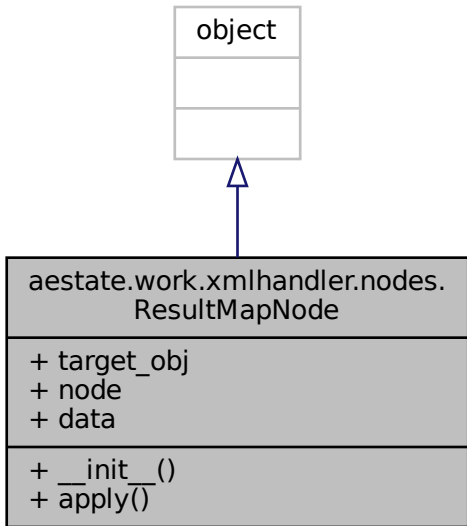 object
aestate.work.xmlhandler.nodes.
ResultMapNode
+ target_obj
+ node
+ data
+ __init__()
+ apply()